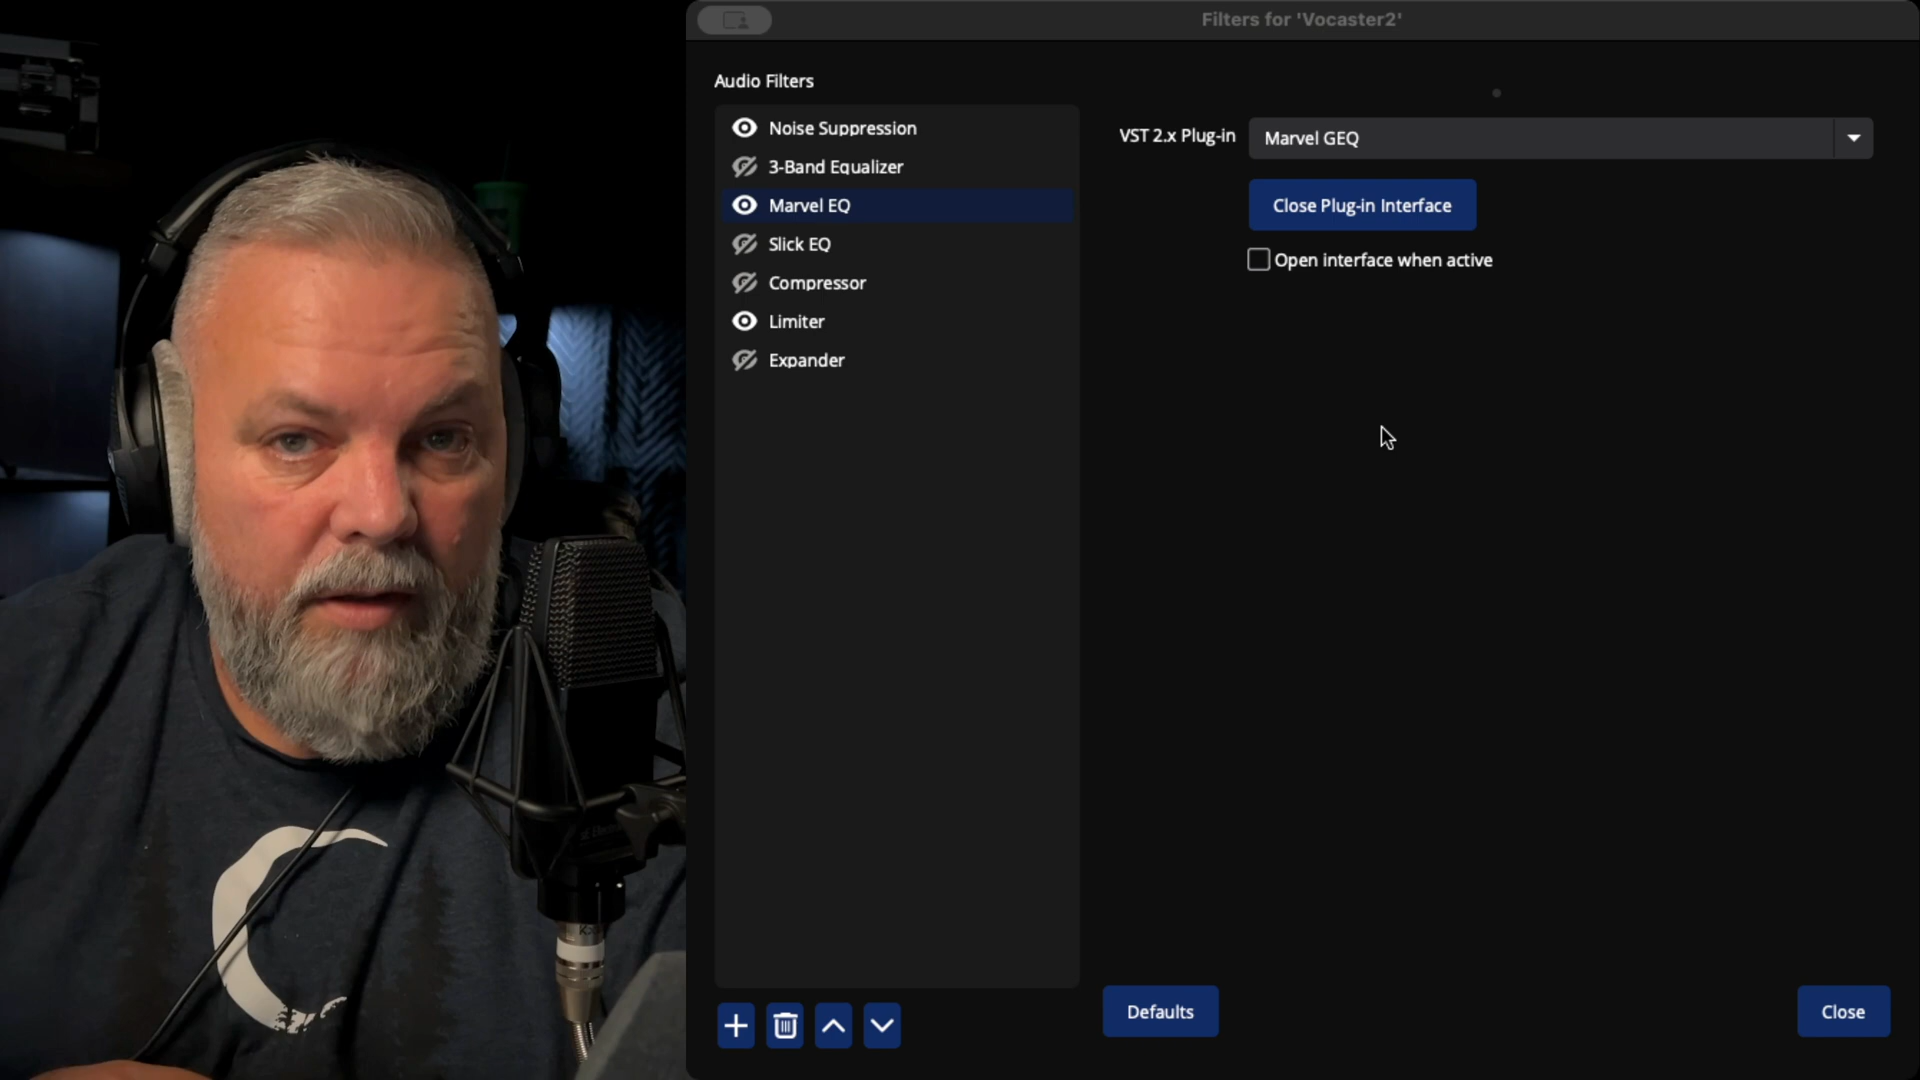 Filters for 'Vocaster2'
Audio Filters
Noise Suppression
3-Band Equalizer
Marvel EQ
Slick EQ
Compressor
Limiter
Expander
VST 2.x Plug-in
Marvel GEQ
Close Plug-in Interface
Open interface when active
Defaults
Close